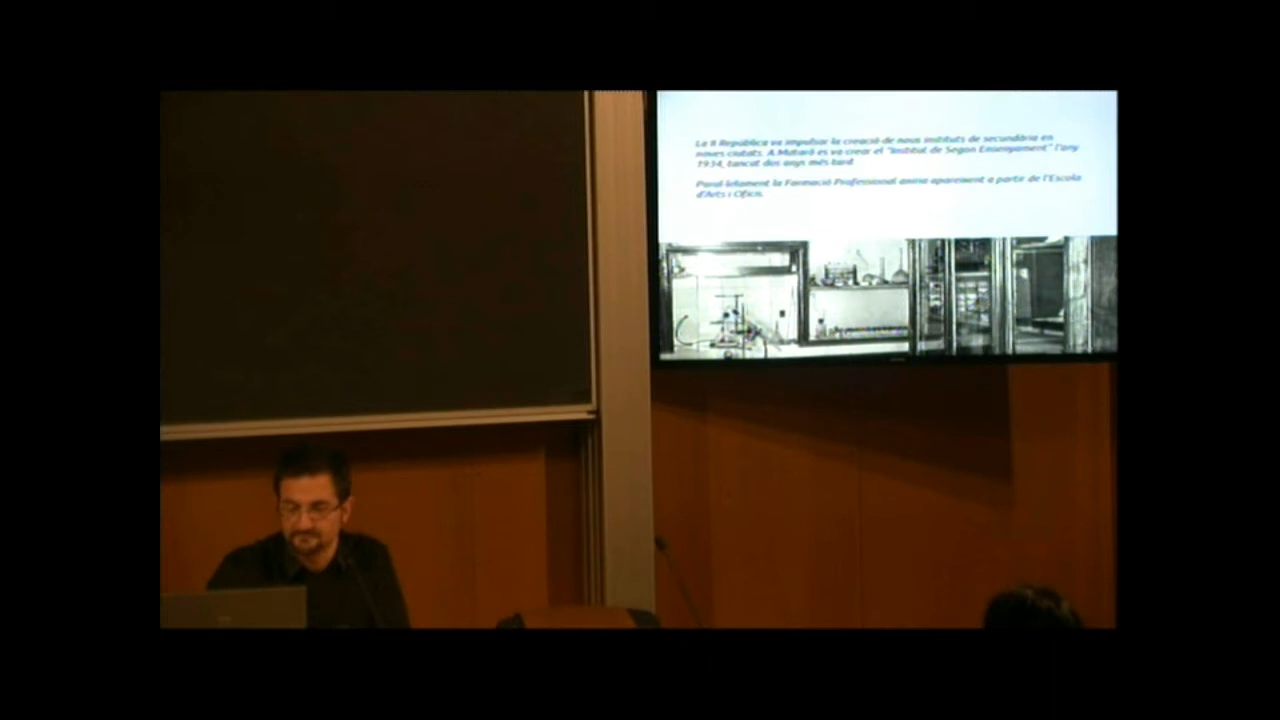 La II República va impulsar la creació de nous instituts de secundària en
noves ciutats. A Mataró es va crear el "Institut de Segon Ensenyament" l'any
1934, tancat dos anys més tard
Paral·lelament la Formació Professional anirà apareixent a partir de l'Escola
d'Arts i Oficis.